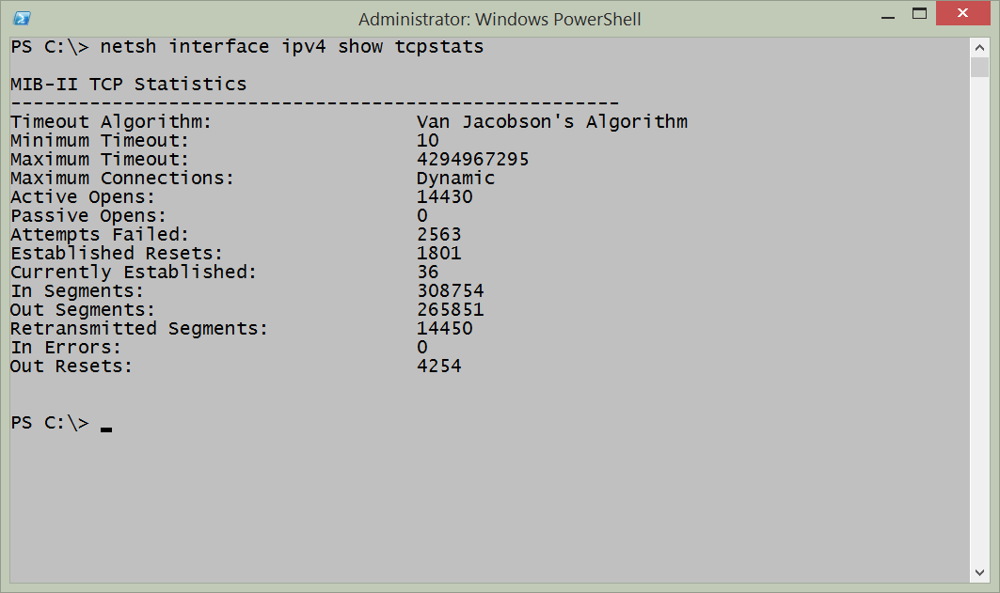 Administrator: Windows PowerShell
PS C:\> netsh interface ipv4 show tcpstats
MIB-II TCP Statistics
------------------------------------------------------
Timeout Algorithm: Van Jacobson's Algorithm
Minimum Timeout: 10
Maximum Timeout: 4294967295
Maximum Connections: Dynamic
Active Opens: 14430
Passive Opens: 0
Attempts Failed: 2563
Established Resets: 1801
Currently Established: 36
In Segments: 308754
Out Segments: 265851
Retransmitted Segments: 14450
In Errors: 0
Out Resets: 4254
PS C:\> _